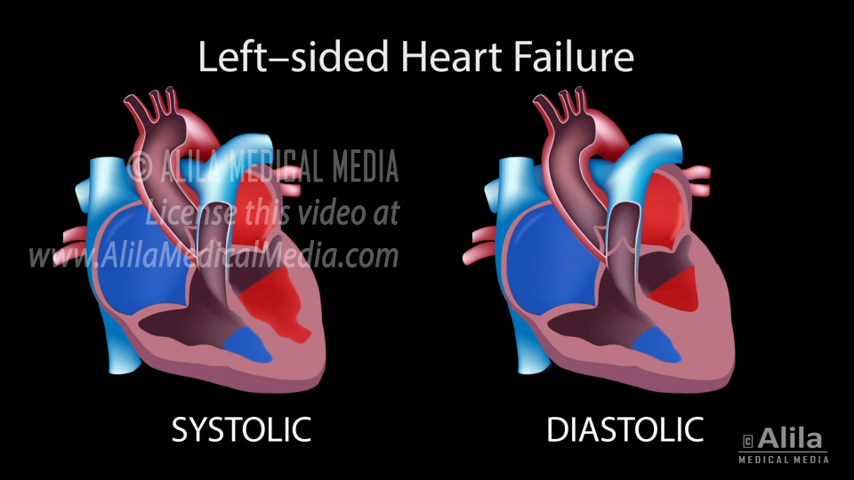 Left–sided Heart Failure
© ALILA MEDICAL MEDIA
License this video at
www.AlilaMedicalMedia.com
SYSTOLIC
DIASTOLIC
© Alila
MEDICAL MEDIA